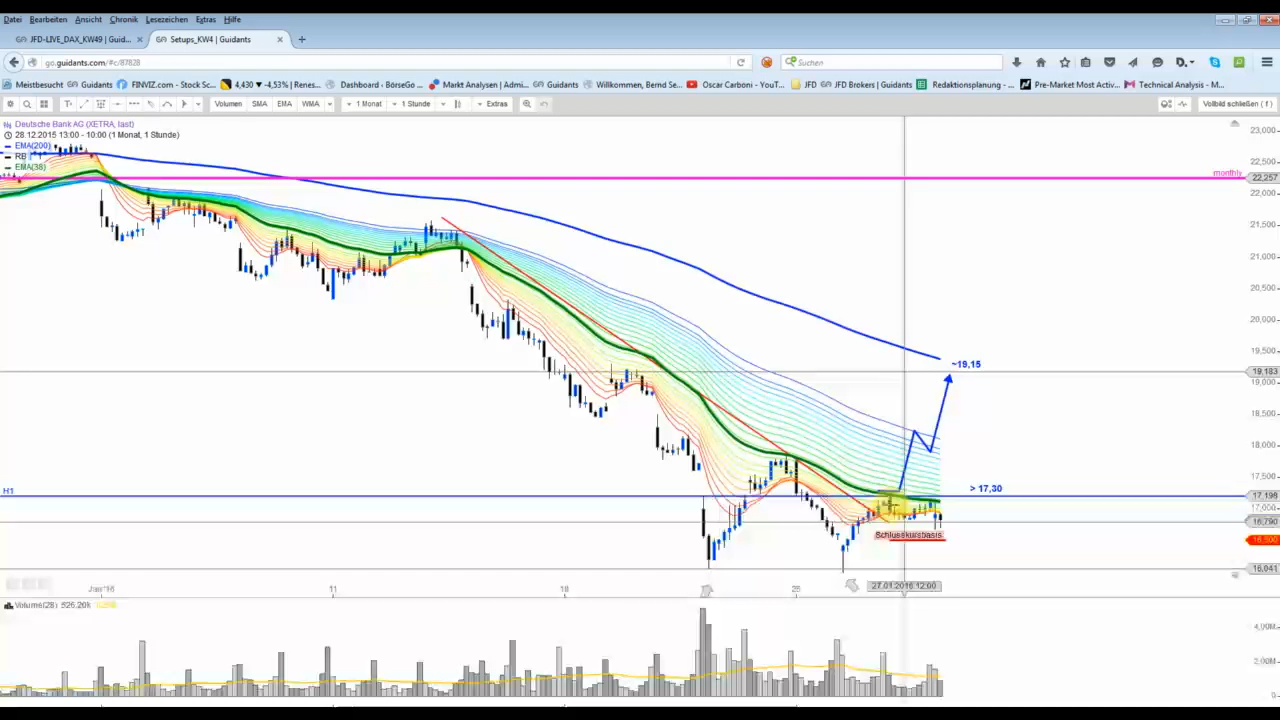 Datei Bearbeiten Ansicht Chronik Lesezeichen Extras Hilfe
JFD-LIVE_DAX_KW49 | Guid... Setups_KW4 | Guidants
go.guidants.com/#c/87828 Suchen
Meistbesucht Guidants FINVIZ.com - Stock Sc... 4,430 ▼ -4,53% | Renes... Dashboard - BörseGo ... Markt Analysen | Admi... Guidants Willkommen, Bernd Se... Oscar Carboni - YouT... JFD JFD Brokers | Guidants Redaktionsplanung - ... Pre-Market Most Activ... Technical Analysis - T...
Volumen SMA EMA WMA 1 Monat 1 Stunde Extras Vollbild schließen ( f )
Deutsche Bank AG (XETRA, last)
28.12.2015 13:00 - 10:00 (1 Monat, 1 Stunde)
EMA(200)
RB
EMA(38)
23,000
22,500
monthly
22,257
22,000
21,500
21,000
20,500
20,000
19,500
~19,15
19,183
19,000
18,500
18,000
17,500
H1
> 17,30
17,198
17,000
16,790
Schlusskursbasis
16,500
16,041
Jan '16 11 18 25 27.01.2016 12:00
Volume(28) 526.20k
4,00M
2,00M
0